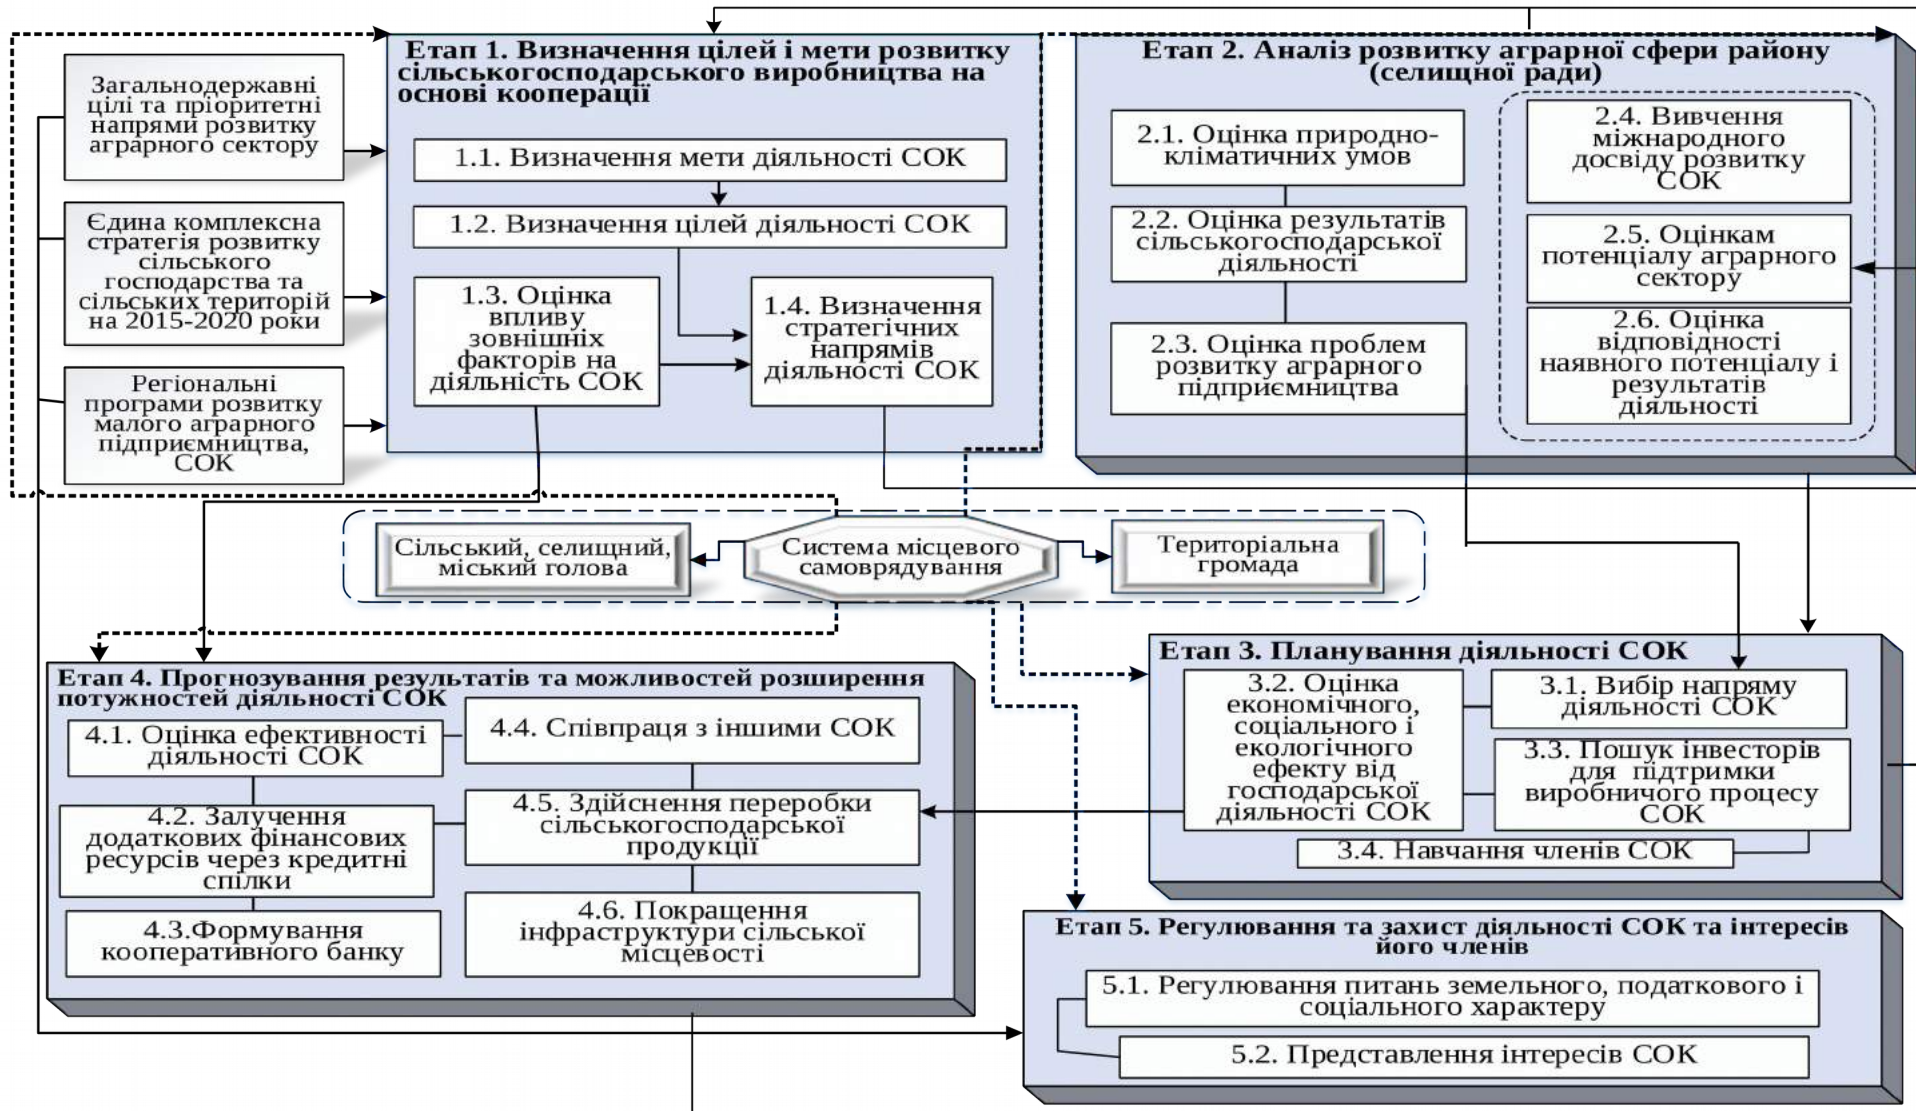 Етап 1. Визначення цілей і мети розвитку
сільськогосподарського виробництва на
основі кооперації
Загальнодержавні
цілі та пріоритетні
напрями розвитку
аграрного сектору
Єдина комплексна
стратегія розвитку
сільського
господарства та
сільських територій
на 2015-2020 роки
Регіональні
програми розвитку
малого аграрного
підприємництва,
СОК
1.1. Визначення мети діяльності СОК
1.2. Визначення цілей діяльності СОК
1.3. Оцінка
впливу
зовнішніх
факторів на
діяльність СОК
1.4. Визначення
стратегічних
напрямів
діяльності СОК
Етап 2. Аналіз розвитку аграрної сфери району
(селищної ради)
2.1. Оцінка природно-
кліматичних умов
2.2. Оцінка результатів
сільськогосподарської
діяльності
2.3. Оцінка проблем
розвитку аграрного
підприємництва
2.4. Вивчення
міжнародного
досвіду розвитку
СОК
2.5. Оцінкам
потенціалу аграрного
сектору
2.6. Оцінка
відповідності
наявного потенціалу і
результатів
діяльності
Сільський, селищний,
міський голова
Система місцевого
самоврядування
Територіальна
громада
Етап 4. Прогнозування результатів та можливостей розширення
потужностей діяльності СОК
4.1. Оцінка ефективності
діяльності СОК
4.2. Залучення
додаткових фінансових
ресурсів через кредитні
спілки
4.3.Формування
кооперативного банку
4.4. Співпраця з іншими СОК
4.5. Здійснення переробки
сільськогосподарської
продукції
4.6. Покращення
інфраструктури сільської
місцевості
Етап 3. Планування діяльності СОК
3.2. Оцінка
економічного,
соціального і
екологічного
ефекту від
господарської
діяльності СОК
3.1. Вибір напряму
діяльності СОК
3.3. Пошук інвесторів
для підтримки
виробничого процесу
СОК
3.4. Навчання членів СОК
Етап 5. Регулювання та захист діяльності СОК та інтересів
його членів
5.1. Регулювання питань земельного, податкового і
соціального характеру
5.2. Представлення інтересів СОК